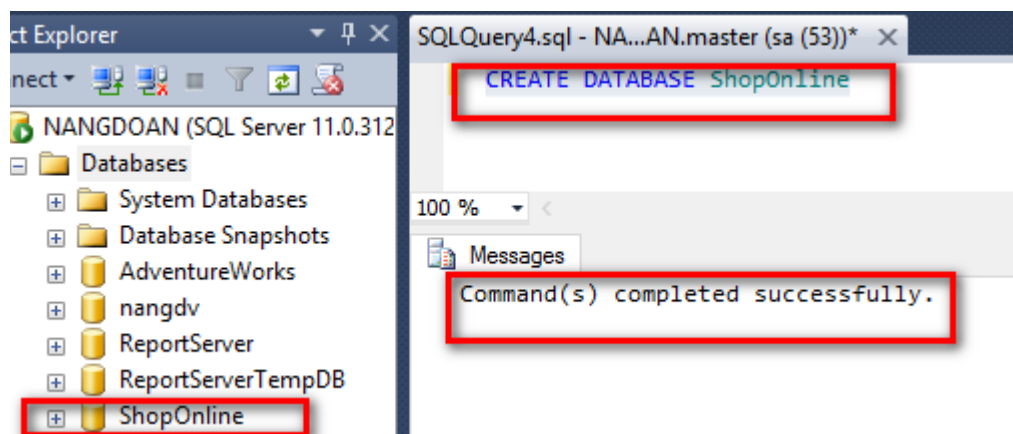 ct Explorer
nnect
NANGDOAN (SQL Server 11.0.312
Databases
System Databases
Database Snapshots
AdventureWorks
nangdv
ReportServer
ReportServerTempDB
ShopOnline
SQLQuery4.sql - NA...AN.master (sa (53))*
CREATE DATABASE ShopOnline
100 %
Messages
Command(s) completed successfully.